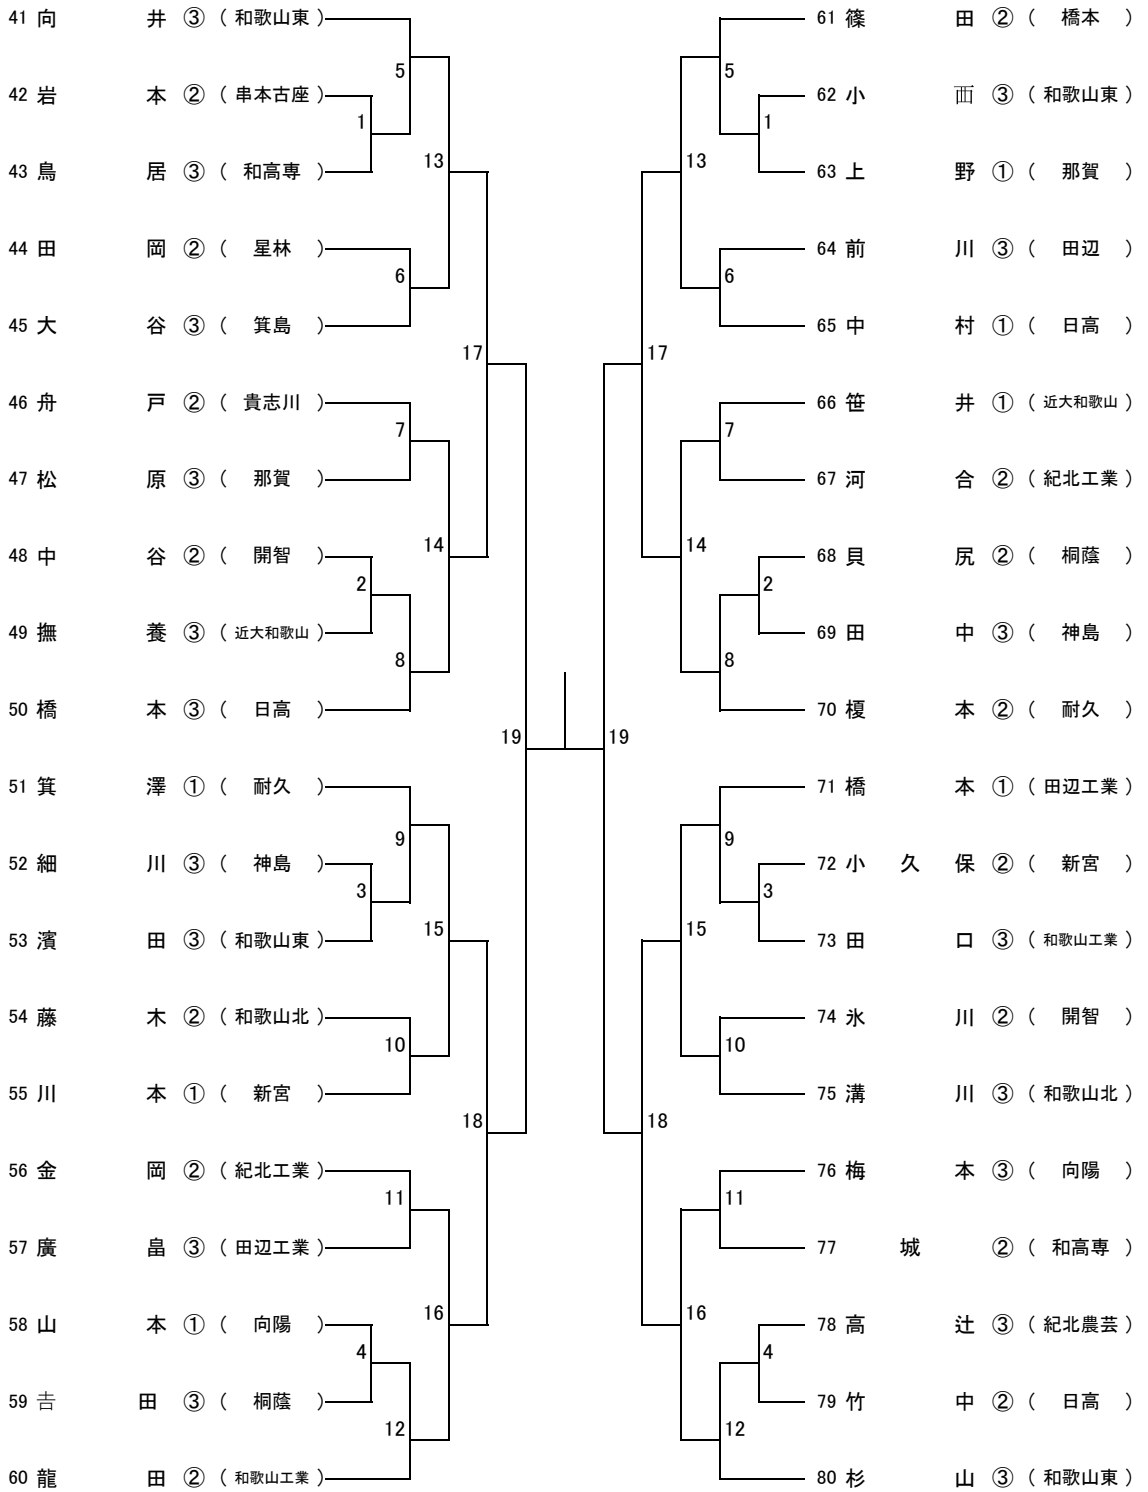 41 向 井 ③ ( 和歌山東 )
5
42 岩 本 ② ( 串本古座 )
1
43 鳥 居 ③ ( 和高専 )
13
44 田 岡 ② ( 星林 )
6
45 大 谷 ③ ( 箕島 )
17
46 舟 戸 ② ( 貴志川 )
7
47 松 原 ③ ( 那賀 )
14
48 中 谷 ② ( 開智 )
2
49 撫 養 ③ ( 近大和歌山 )
8
50 橋 本 ③ ( 日高 )
19
51 箕 澤 ① ( 耐久 )
9
52 細 川 ③ ( 神島 )
3
53 濱 田 ③ ( 和歌山東 )
15
54 藤 木 ② ( 和歌山北 )
10
55 川 本 ① ( 新宮 )
18
56 金 岡 ② ( 紀北工業 )
11
57 廣 畠 ③ ( 田辺工業 )
16
58 山 本 ① ( 向陽 )
4
59 𠮷 田 ③ ( 桐蔭 )
12
60 龍 田 ② ( 和歌山工業 )
61 篠 田 ② ( 橋本 )
5
62 小 畑 ③ ( 和歌山東 )
1
63 上 野 ① ( 那賀 )
13
64 前 川 ③ ( 田辺 )
6
65 中 村 ① ( 日高 )
17
66 笹 井 ① ( 近大和歌山 )
7
67 河 合 ② ( 紀北工業 )
14
68 貝 尻 ② ( 桐蔭 )
2
69 田 中 ③ ( 神島 )
8
70 榎 本 ② ( 耐久 )
19
71 橋 本 ① ( 田辺工業 )
9
72 小 久 保 ② ( 新宮 )
3
73 田 口 ③ ( 和歌山工業 )
15
74 氷 川 ② ( 開智 )
10
75 溝 川 ③ ( 和歌山北 )
18
76 梅 本 ③ ( 向陽 )
11
77 城 ② ( 和高専 )
16
78 高 辻 ③ ( 紀北農芸 )
4
79 竹 中 ② ( 日高 )
12
80 杉 山 ③ ( 和歌山東 )